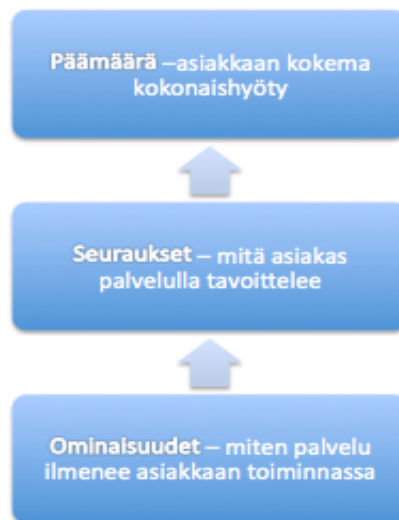 Päämäärä –asiakkaan kokema
kokonaishyöty
Seuraukset – mitä asiakas
palvelulla tavoittelee
Ominaisuudet – miten palvelu
ilmenee asiakkaan toiminnassa